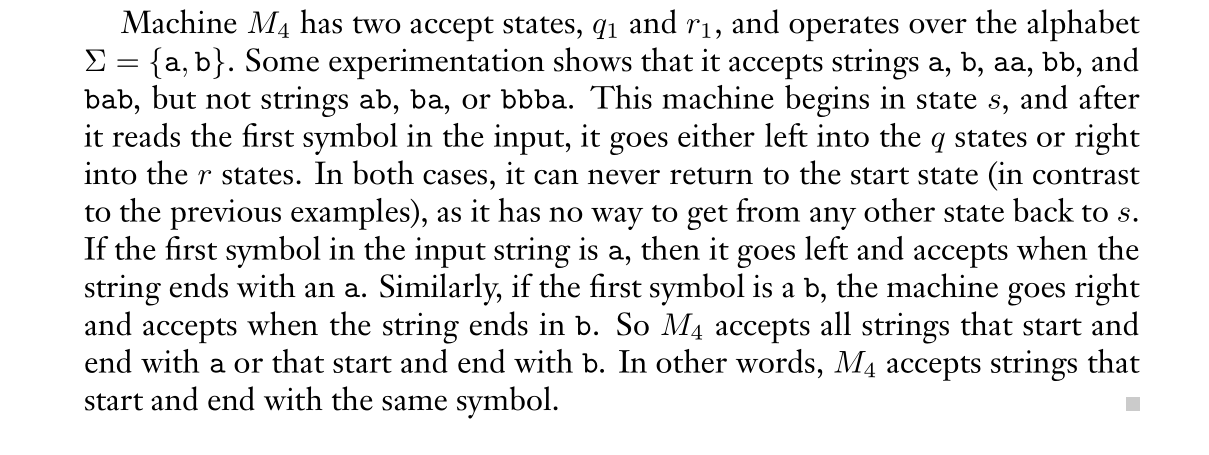 Machine M₄ has two accept states, q₁ and r₁, and operates over the alphabet
Σ = {a, b}. Some experimentation shows that it accepts strings a, b, aa, bb, and
bab, but not strings ab, ba, or bbba. This machine begins in state s, and after
it reads the first symbol in the input, it goes either left into the q states or right
into the r states. In both cases, it can never return to the start state (in contrast
to the previous examples), as it has no way to get from any other state back to s.
If the first symbol in the input string is a, then it goes left and accepts when the
string ends with an a. Similarly, if the first symbol is a b, the machine goes right
and accepts when the string ends in b. So M₄ accepts all strings that start and
end with a or that start and end with b. In other words, M₄ accepts strings that
start and end with the same symbol.